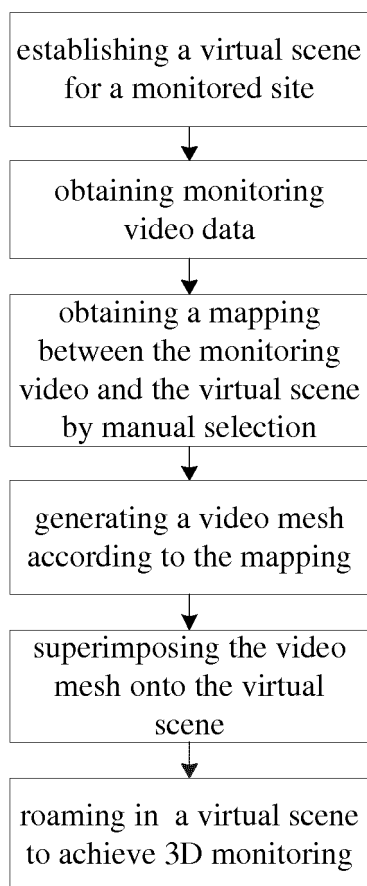 establishing a virtual scene
for a monitored site
obtaining monitoring
video data
obtaining a mapping
between the monitoring
video and the virtual scene
by manual selection
generating a video mesh
according to the mapping
superimposing the video
mesh onto the virtual
scene
roaming in a virtual scene
to achieve 3D monitoring